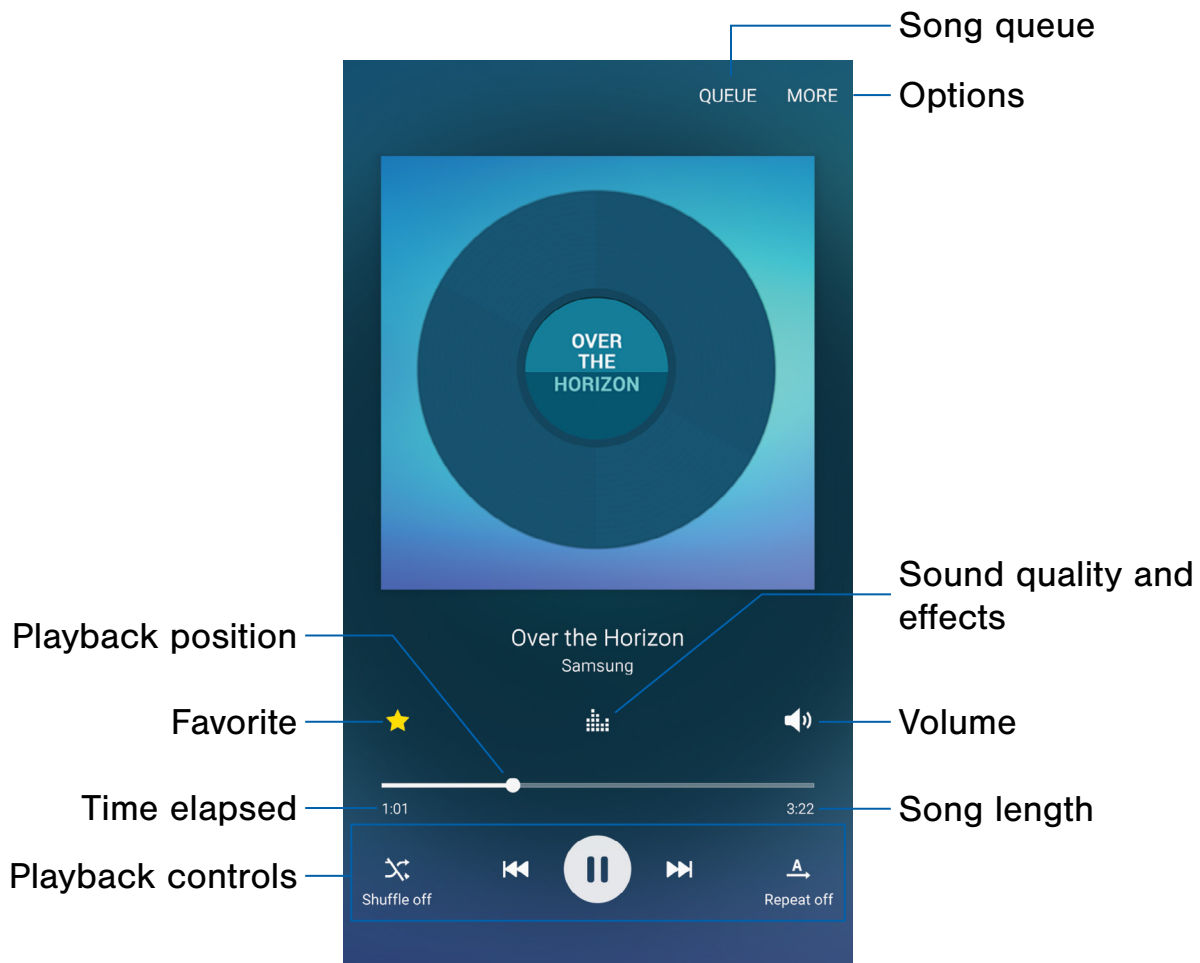 Song queue
QUEUE MORE
Options
OVER
THE
HORIZON
Sound quality and
effects
Playback position
Over the Horizon
Samsung
Favorite
Volume
Time elapsed
1:01
3:22
Song length
Playback controls
A
Shuffle off
Repeat off